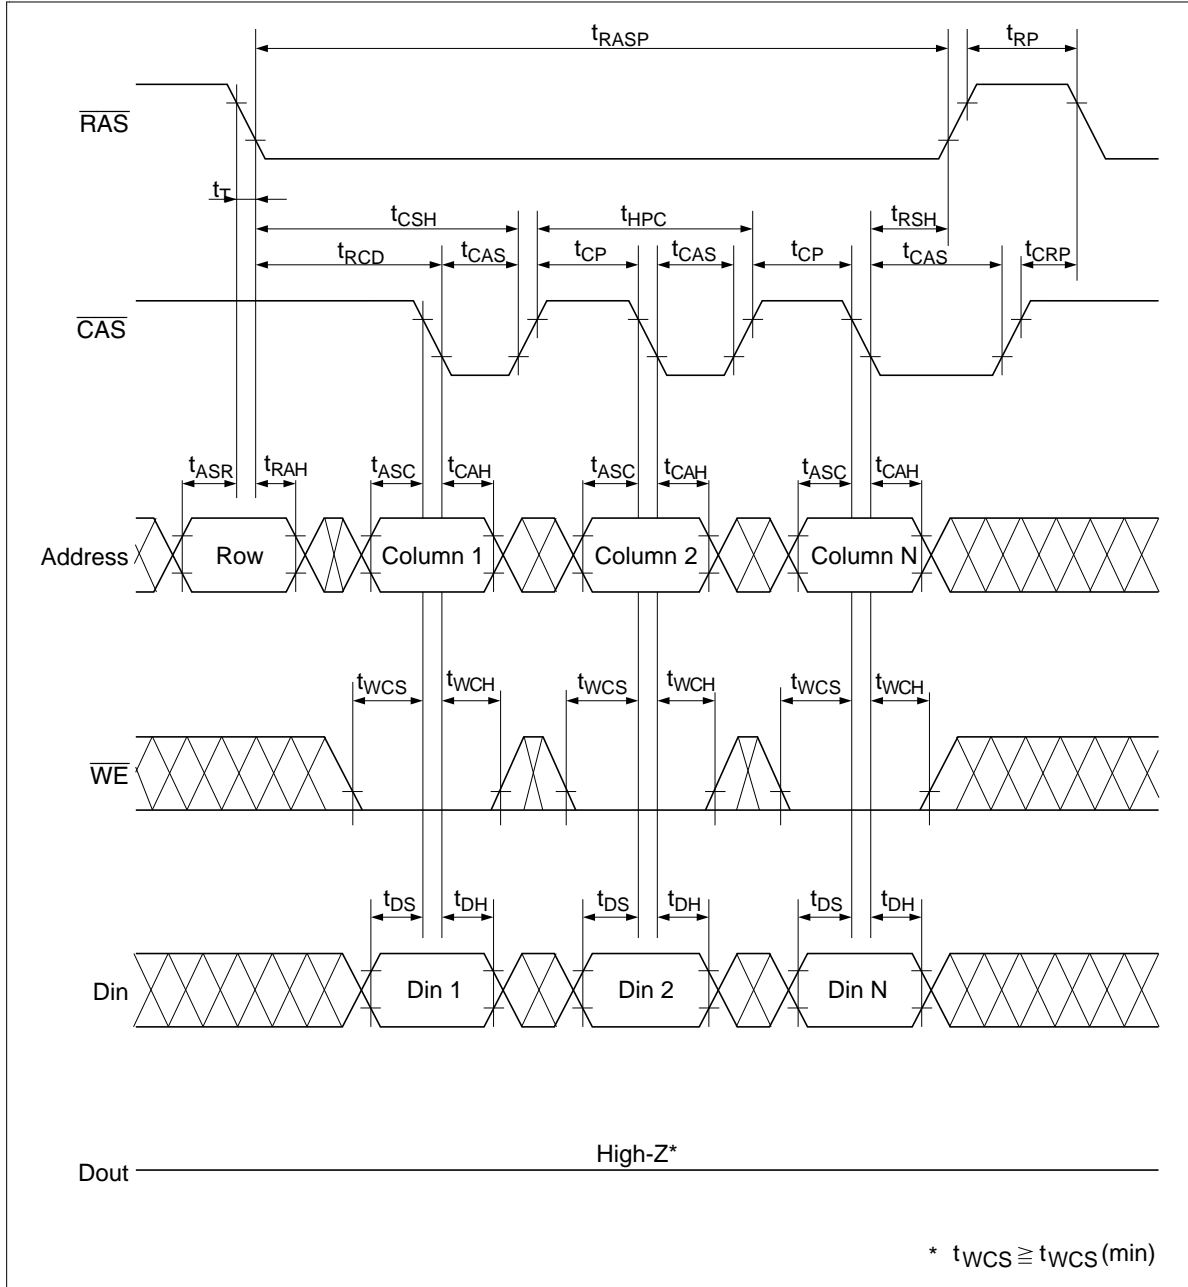 tRASP tRP
RAS
tT
tCSH tHPC tRSH
tRCD tCAS tCP tCAS tCP tCAS tCRP
CAS
tASR tRAH tASC tCAH tASC tCAH tASC tCAH
Address Row Column 1 Column 2 Column N
tWCS tWCH tWCS tWCH tWCS tWCH
WE
tDS tDH tDS tDH tDS tDH
Din Din 1 Din 2 Din N
High-Z*
Dout
* tWCS ≧ tWCS (min)